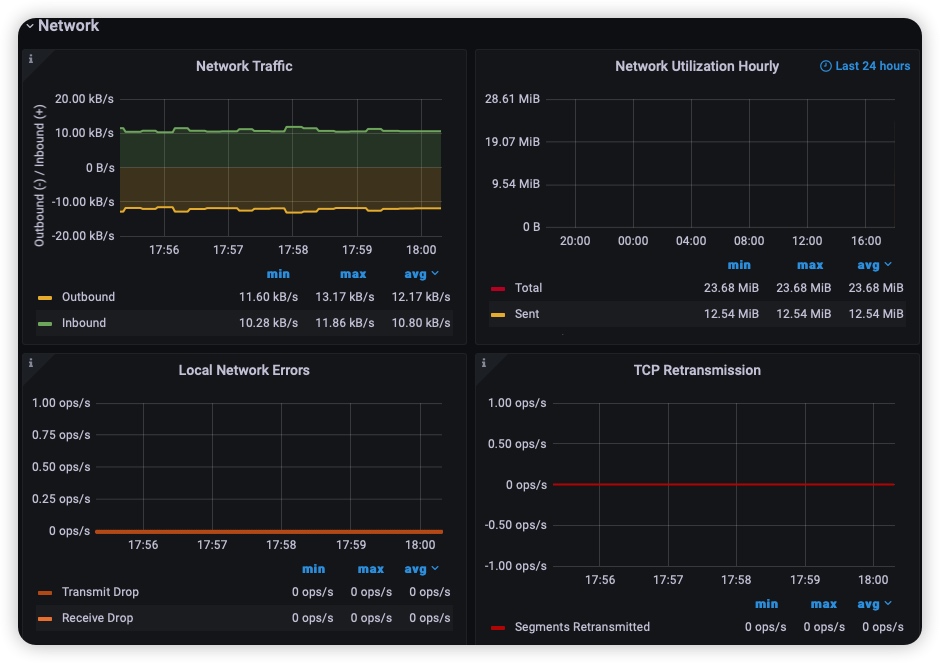 Network
Network Traffic
Outbound (-) / Inbound (+)
20.00 kB/s
10.00 kB/s
0 B/s
-10.00 kB/s
-20.00 kB/s
17:56 17:57 17:58 17:59 18:00
min max avg
Outbound 11.60 kB/s 13.17 kB/s 12.17 kB/s
Inbound 10.28 kB/s 11.86 kB/s 10.80 kB/s
Network Utilization Hourly Last 24 hours
28.61 MiB
19.07 MiB
9.54 MiB
0 B
20:00 00:00 04:00 08:00 12:00 16:00
min max avg
Total 23.68 MiB 23.68 MiB 23.68 MiB
Sent 12.54 MiB 12.54 MiB 12.54 MiB
Local Network Errors
1.00 ops/s
0.75 ops/s
0.50 ops/s
0.25 ops/s
0 ops/s
17:56 17:57 17:58 17:59 18:00
min max avg
Transmit Drop 0 ops/s 0 ops/s 0 ops/s
Receive Drop 0 ops/s 0 ops/s 0 ops/s
TCP Retransmission
1.00 ops/s
0.50 ops/s
0 ops/s
-0.50 ops/s
-1.00 ops/s
17:56 17:57 17:58 17:59 18:00
min max avg
Segments Retransmitted 0 ops/s 0 ops/s 0 ops/s